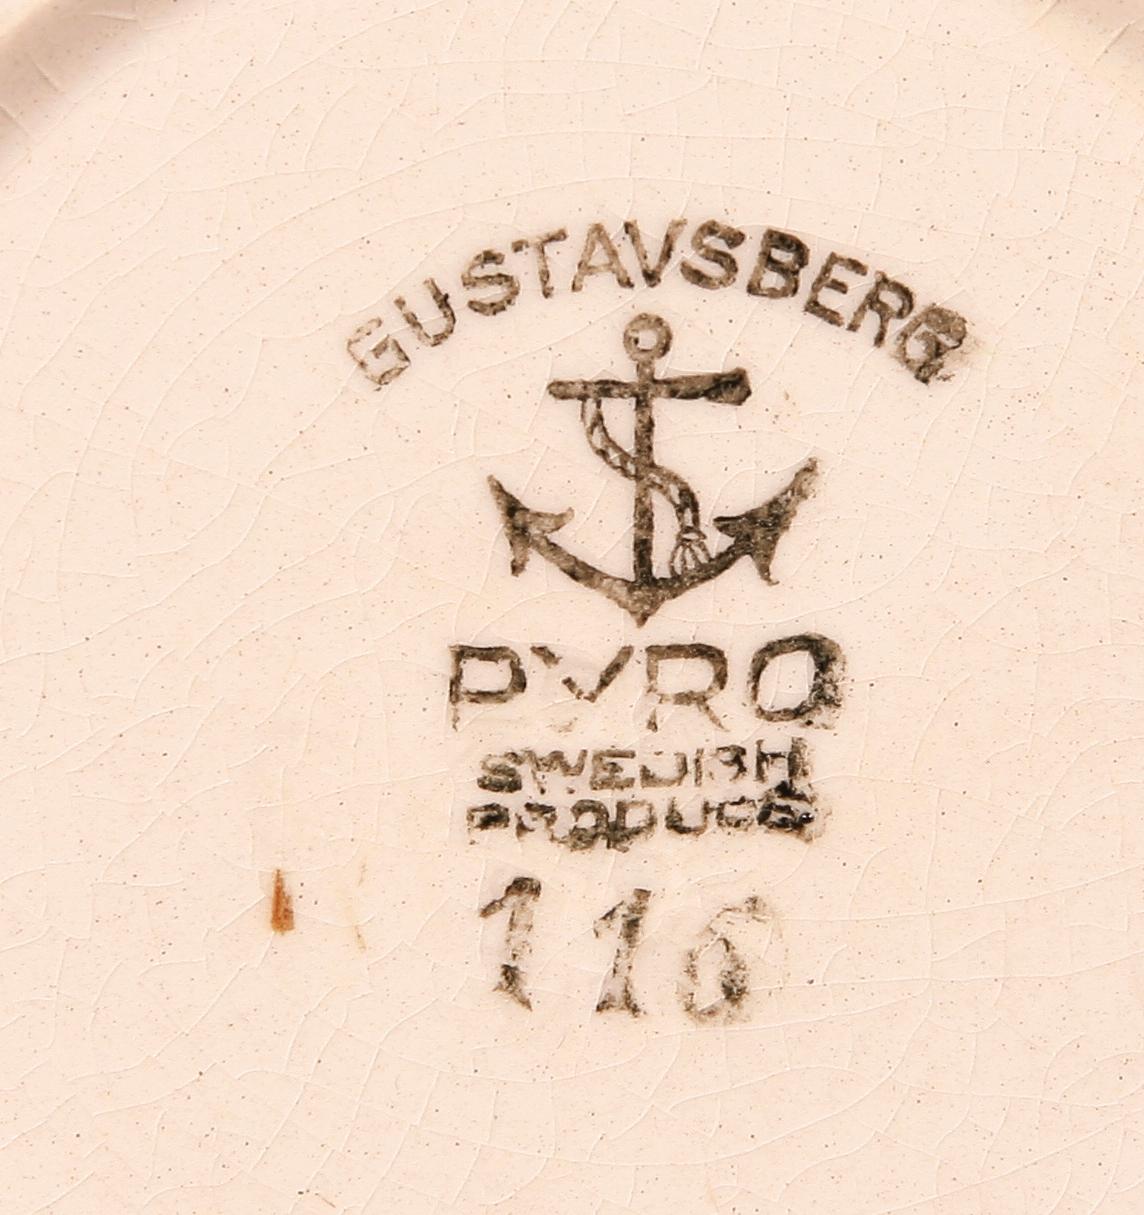 GUSTAVSBERG
PYRO
SWEDISH
PRODUCE
116